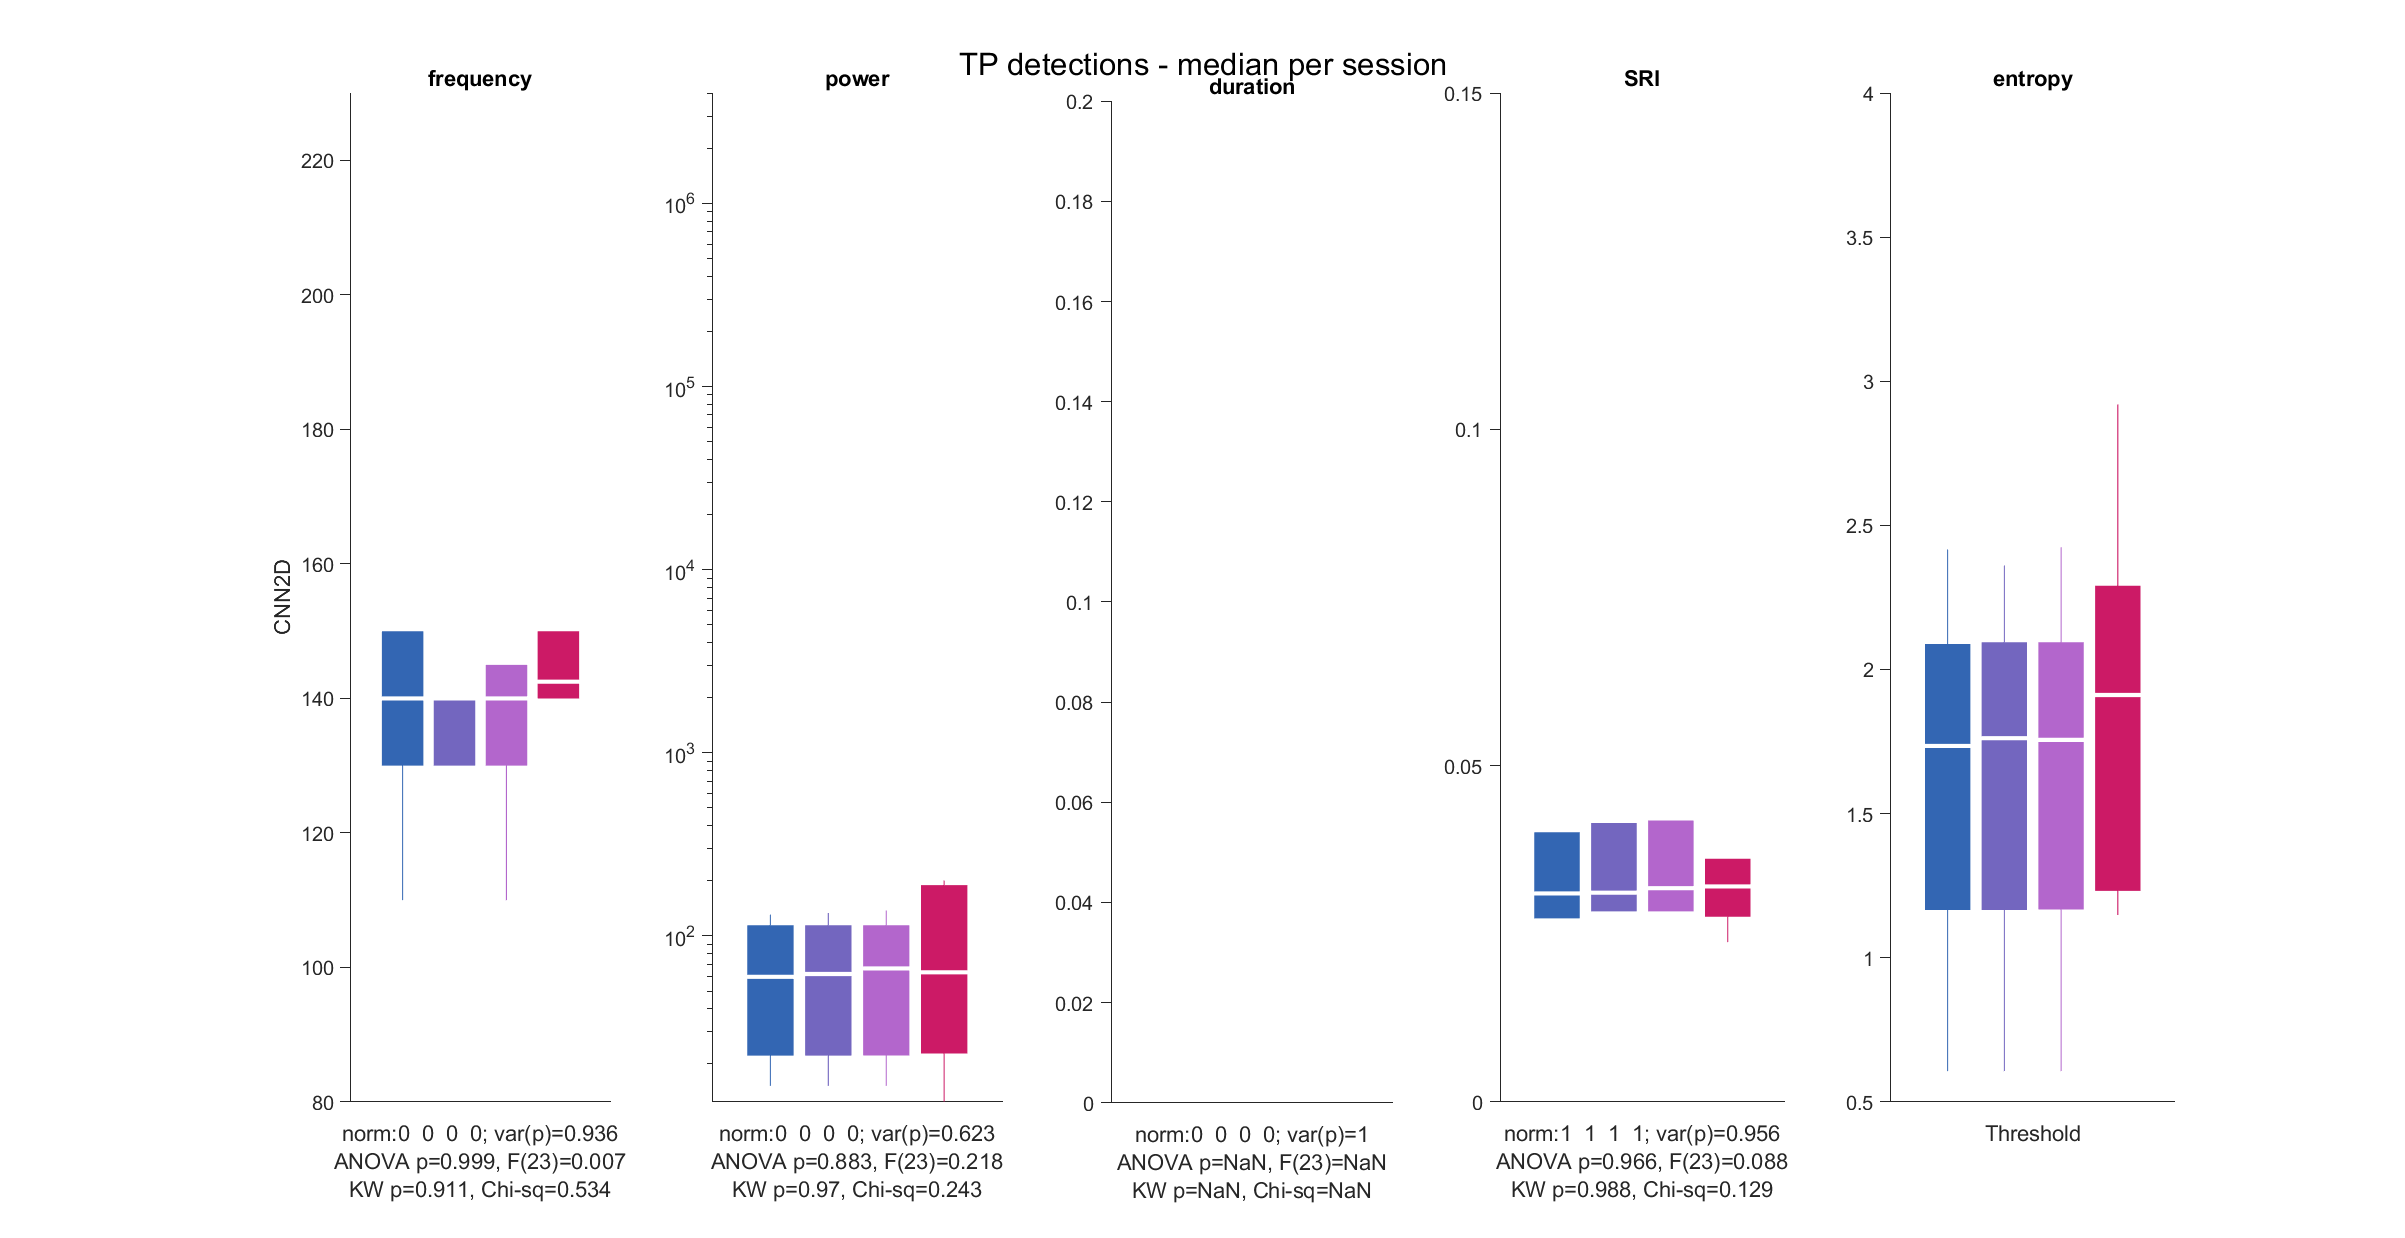 TP detections - median per session
frequency
power
duration
SRI
entropy
CNN2D
220
200
180
160
140
120
100
80
norm:0 0 0 0; var(p)=0.936
ANOVA p=0.999, F(23)=0.007
KW p=0.911, Chi-sq=0.534
10^6
10^5
10^4
10^3
10^2
norm:0 0 0 0; var(p)=0.623
ANOVA p=0.883, F(23)=0.218
KW p=0.97, Chi-sq=0.243
0.2
0.18
0.16
0.14
0.12
0.1
0.08
0.06
0.04
0.02
0
norm:0 0 0 0; var(p)=1
ANOVA p=NaN, F(23)=NaN
KW p=NaN, Chi-sq=NaN
0.15
0.1
0.05
0
norm:1 1 1 1; var(p)=0.956
ANOVA p=0.966, F(23)=0.088
KW p=0.988, Chi-sq=0.129
4
3.5
3
2.5
2
1.5
1
0.5
Threshold